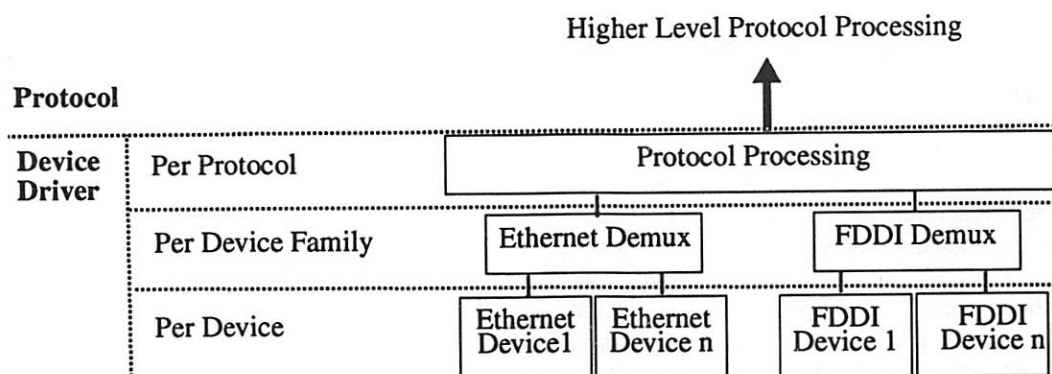 Higher Level Protocol Processing
Protocol
Device
Driver
Per Protocol
Protocol Processing
Per Device Family
Ethernet Demux
FDDI Demux
Per Device
Ethernet
Device1
Ethernet
Device n
FDDI
Device 1
FDDI
Device n